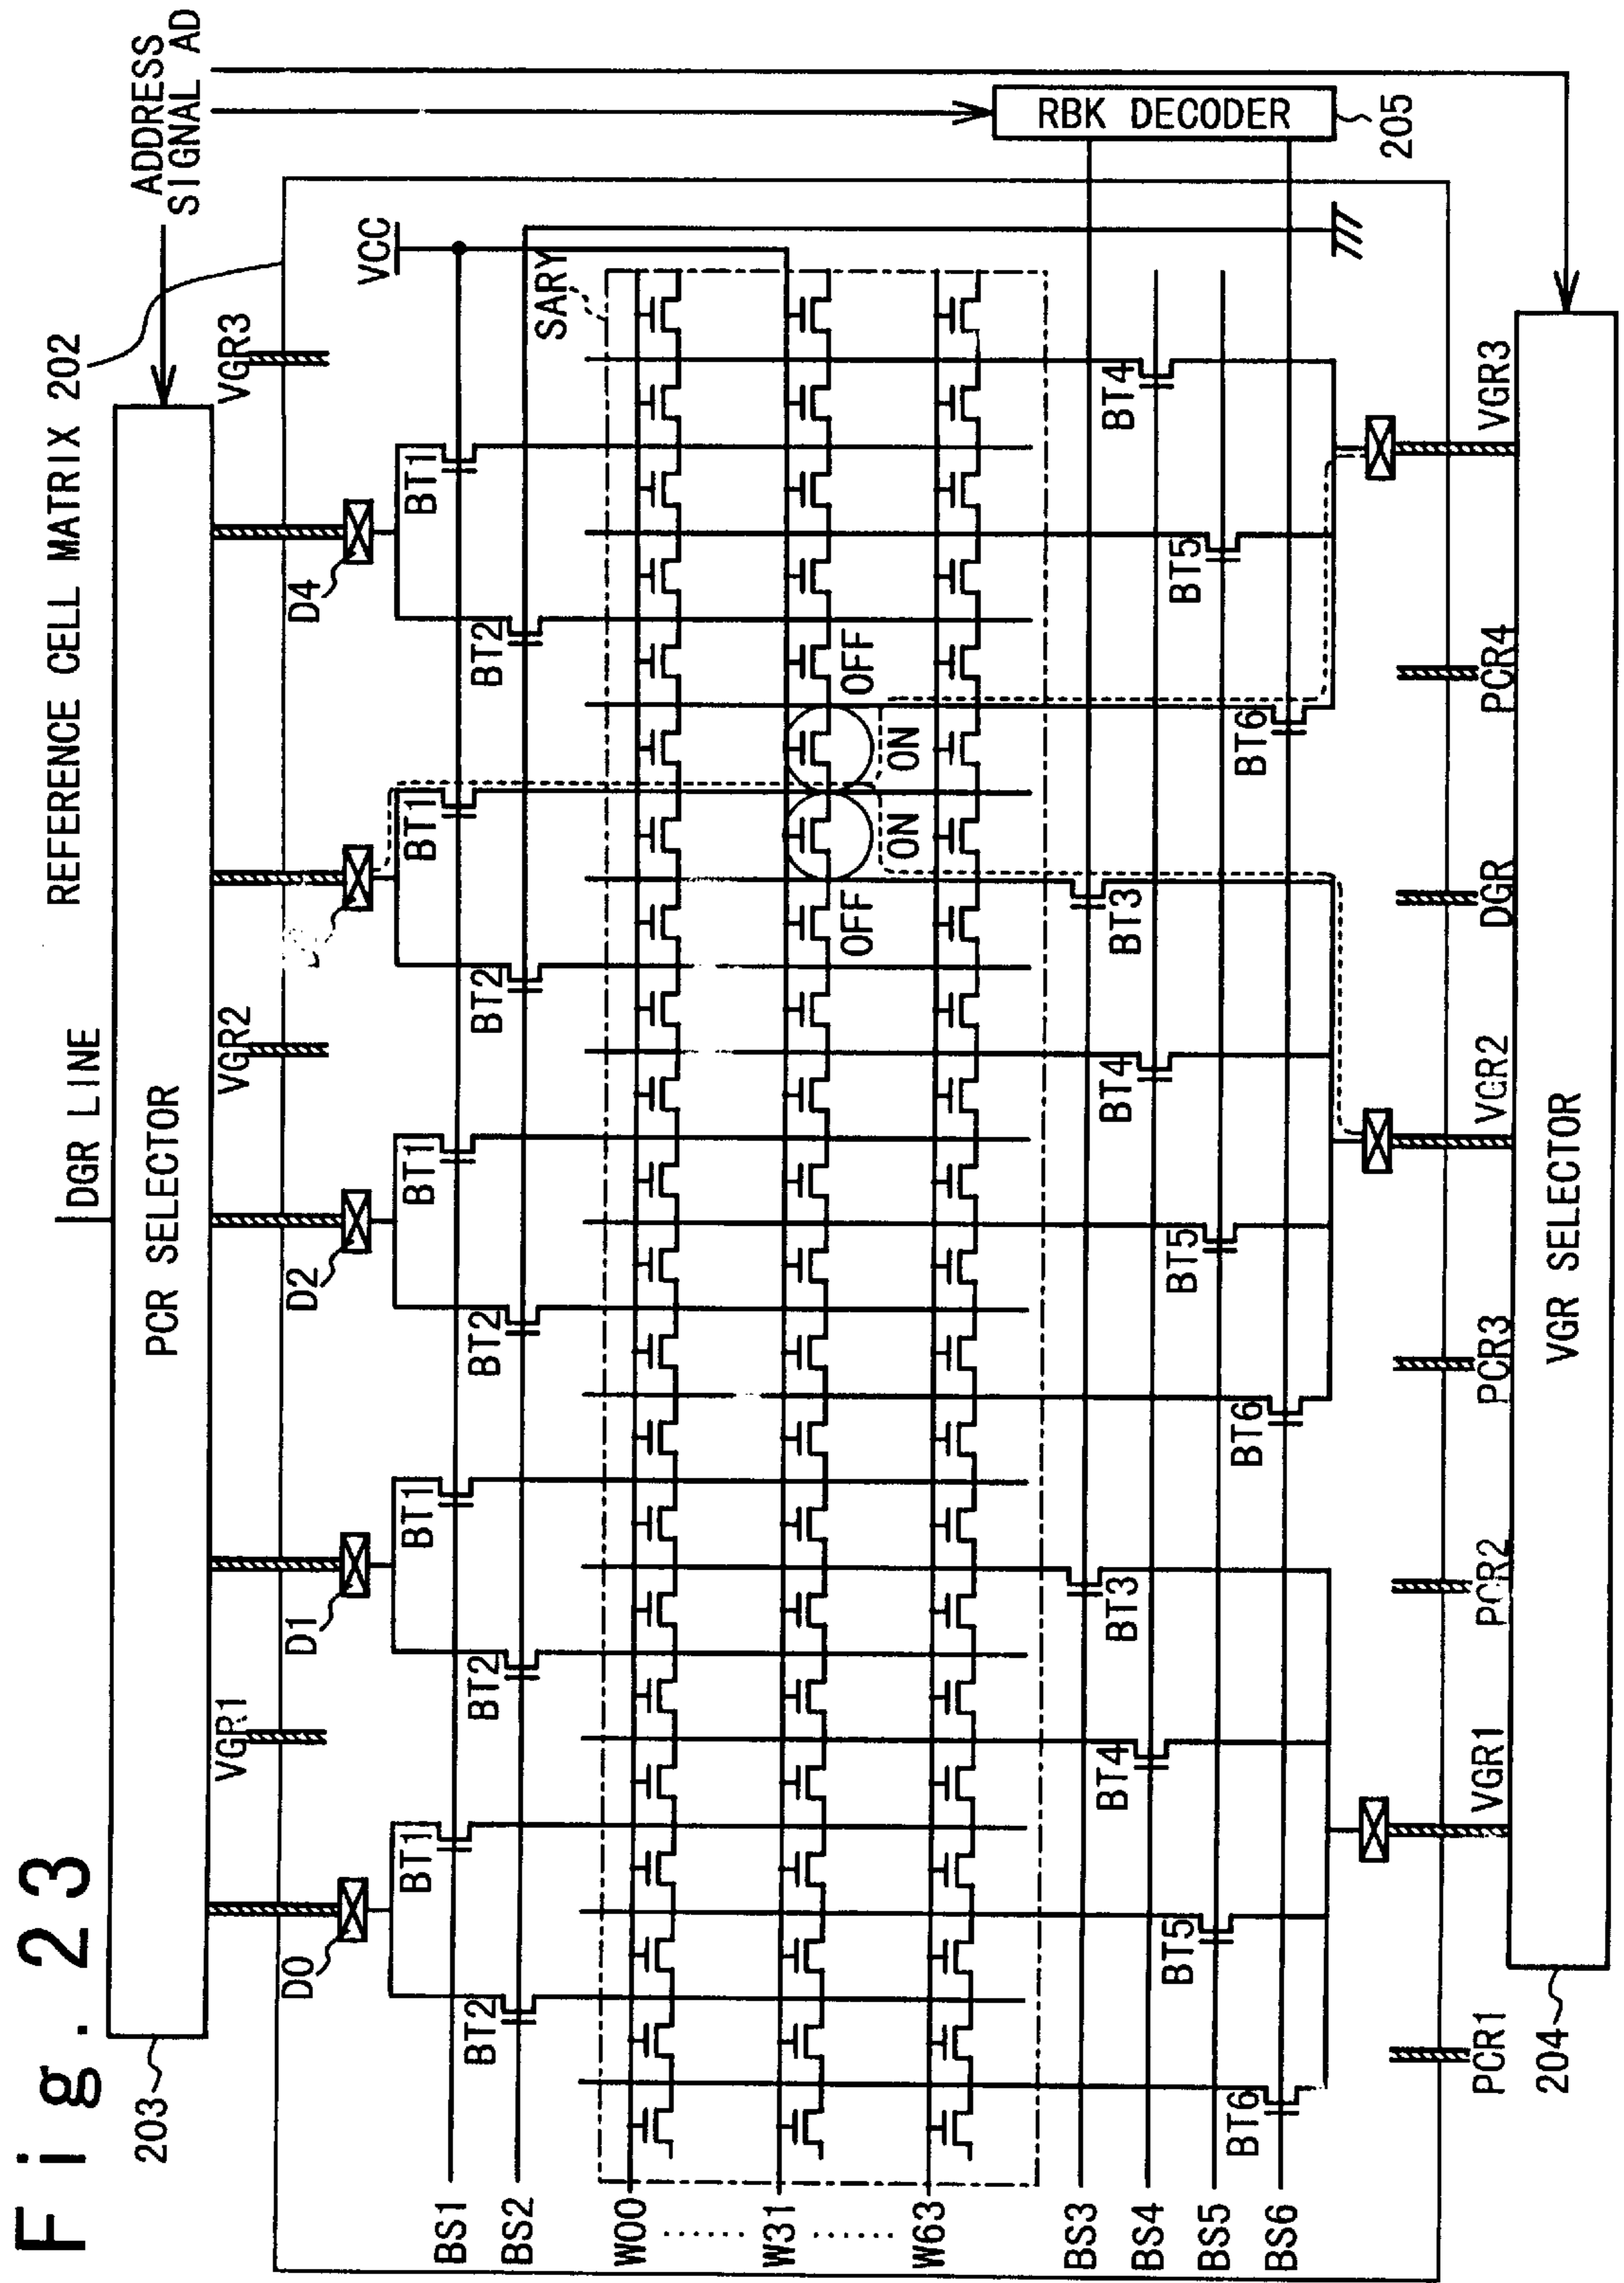 Fig. 23
DGR LINE
REFERENCE CELL MATRIX 202
ADDRESS
SIGNAL AD
203
PCR SELECTOR
VGR1
VGR2
VGR3
D0
D1
D2
D4
VCC
BT1
BT1
BT1
BT1
BT1
BS1
BT2
BT2
BT2
BT2
BT2
BS2
SARY
W00
W31
OFF
ON
ON
OFF
W63
BS3
BT3
BT3
BS4
BT4
BT4
BT4
BS5
BT5
BT5
BT5
BS6
BT6
BT6
BT6
RBK DECODER
205
PCR1
VGR1
PCR2
PCR3
VGR2
DGR
PCR4
VGR3
204
VGR SELECTOR